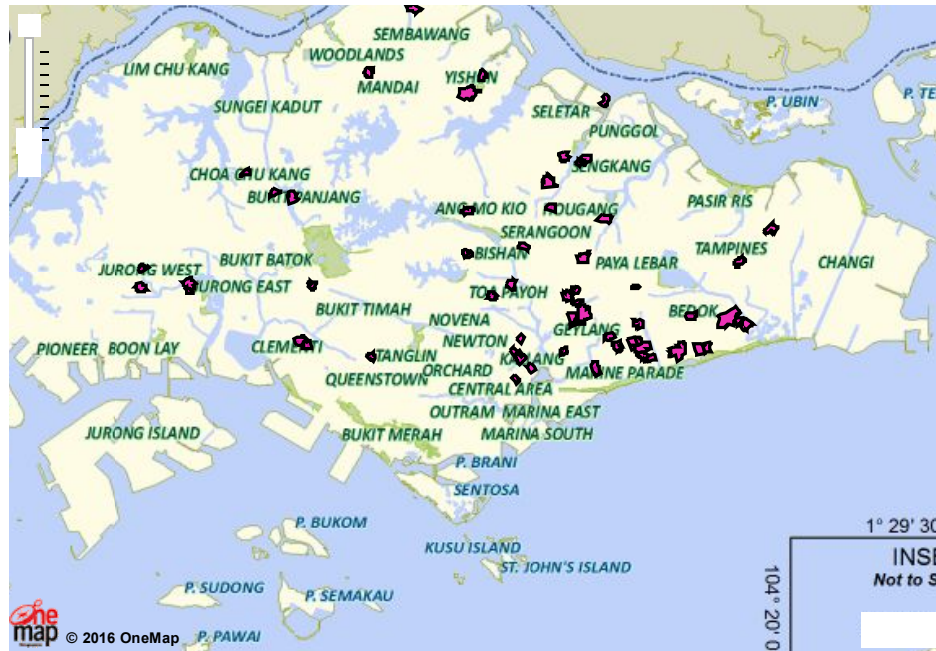 SEMBAWANG
WOODLANDS
LIM CHU KANG
MANDAI
YISHUN
SUNGEI KADUT
SELETAR
P. UBIN
P. TE
PUNGGOL
SENGKANG
CHOA CHU KANG
BUKIT PANJANG
PASIR RIS
ANG MO KIO
HOUGANG
SERANGOON
TAMPINES
BISHAN
BUKIT BATOK
PAYA LEBAR
CHANGI
JURONG WEST
JURONG EAST
TOA PAYOH
BUKIT TIMAH
BEDOK
NOVENA
GEYLANG
NEWTON
PIONEER
BOON LAY
CLEMENTI
TANGLIN
KALLANG
ORCHARD
MARINE PARADE
QUEENSTOWN
CENTRAL AREA
OUTRAM
MARINA EAST
JURONG ISLAND
BUKIT MERAH
MARINA SOUTH
P. BRANI
SENTOSA
P. BUKOM
1° 29' 30
KUSU ISLAND
INSE
ST. JOHN'S ISLAND
Not to S
P. SUDONG
P. SEMAKAU
104° 20' 0
One
map
© 2016 OneMap
P. PAWAI